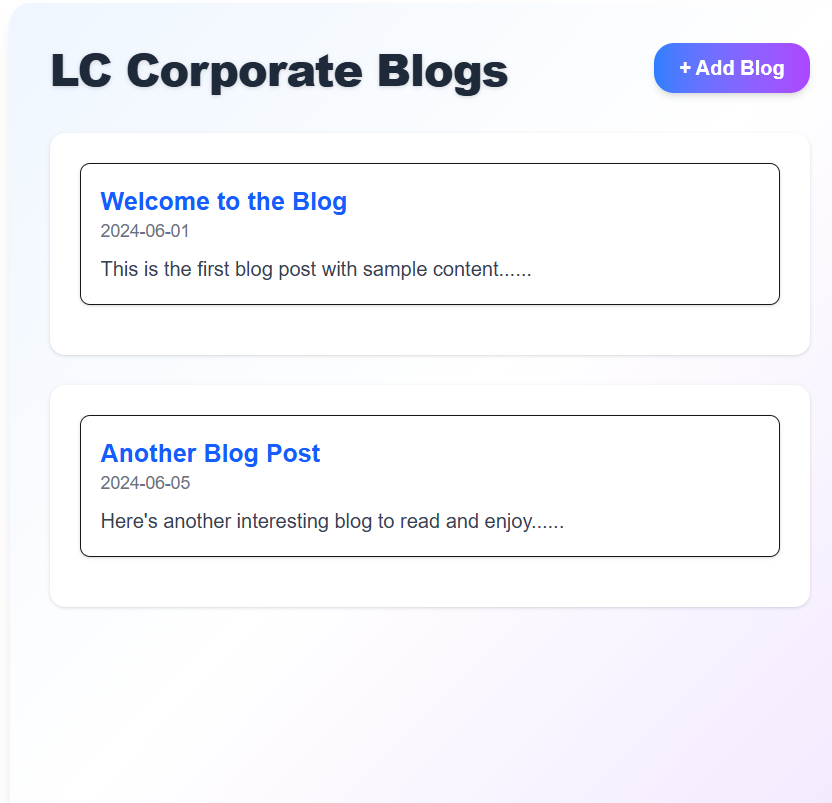 LC Corporate Blogs
+ Add Blog
Welcome to the Blog
2024-06-01
This is the first blog post with sample content......
Another Blog Post
2024-06-05
Here's another interesting blog to read and enjoy......